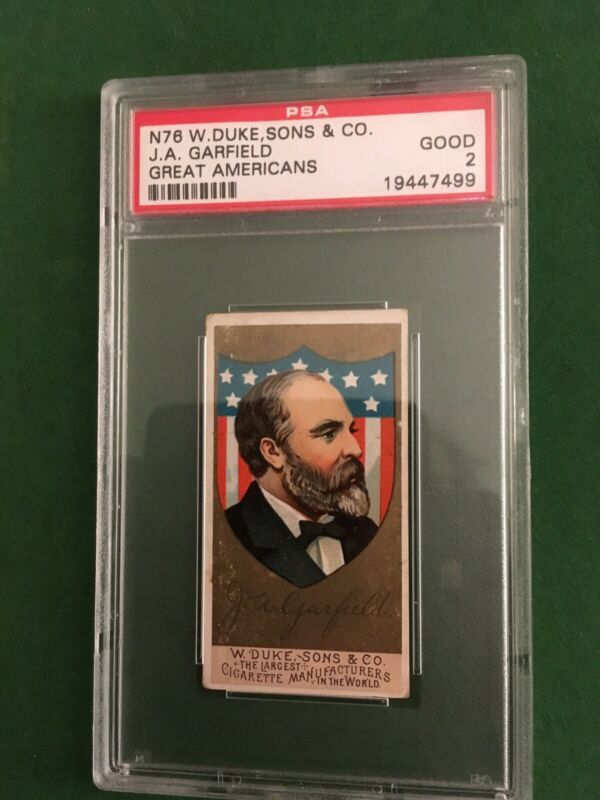 PSA
N76 W.DUKE,SONS & CO.
J.A. GARFIELD
GREAT AMERICANS
GOOD
2
19447499
J. A. Garfield.
W. DUKE, SONS & CO.
THE LARGEST
CIGARETTE MANUFACTURERS
IN THE WORLD.